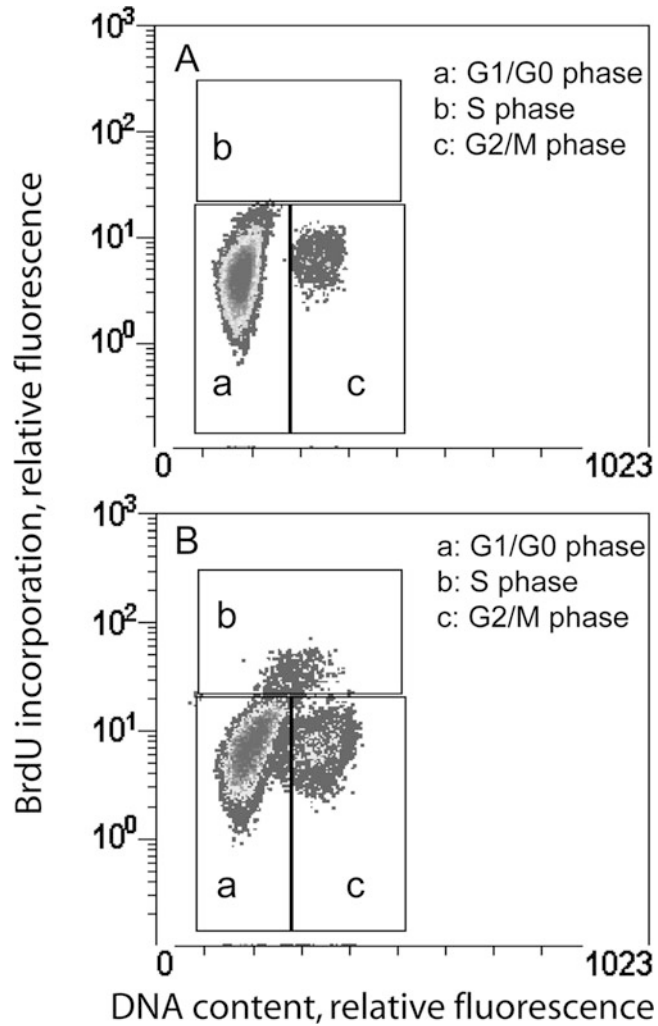 BrdU incorporation, relative fluorescence
10³
A
a: G1/G0 phase
b: S phase
c: G2/M phase
10²
b
10¹
10⁰
a
c
0
1023
10³
B
a: G1/G0 phase
b: S phase
c: G2/M phase
10²
b
10¹
10⁰
a
c
0
1023
DNA content, relative fluorescence